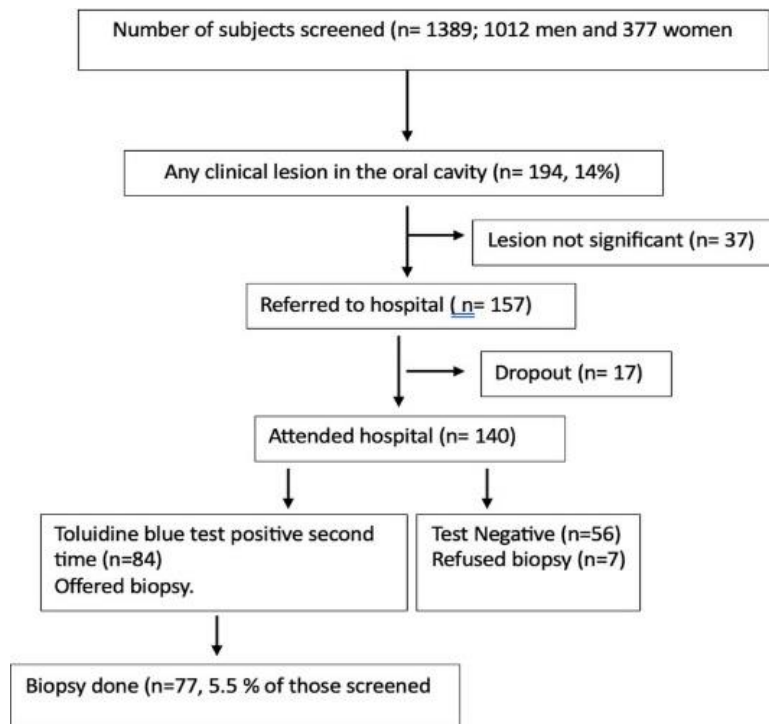 Number of subjects screened (n= 1389; 1012 men and 377 women
Any clinical lesion in the oral cavity (n= 194, 14%)
Lesion not significant (n= 37)
Referred to hospital ( n= 157)
Dropout (n= 17)
Attended hospital (n= 140)
Toluidine blue test positive second
time (n=84)
Offered biopsy.
Test Negative (n=56)
Refused biopsy (n=7)
Biopsy done (n=77, 5.5 % of those screened